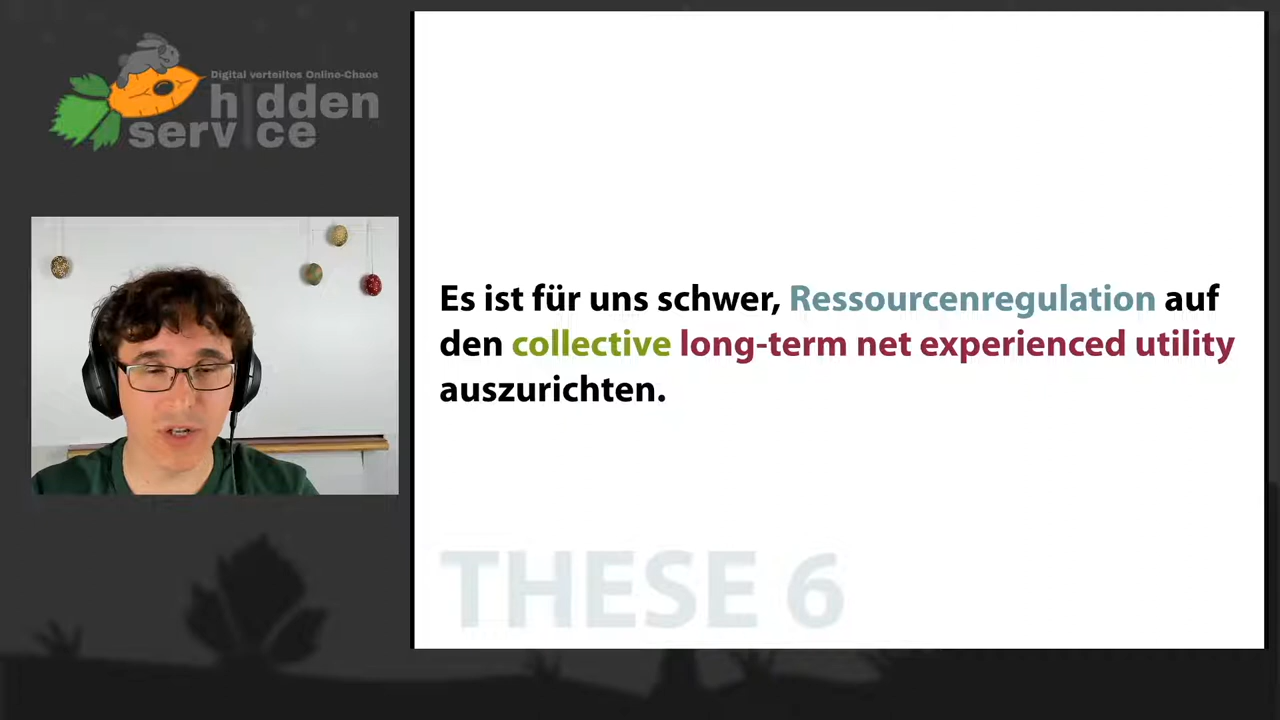 Digital verteiltes Online-Chaos
hidden
service
Es ist für uns schwer, Ressourcenregulation auf
den collective long-term net experienced utility
auszurichten.
THESE 6